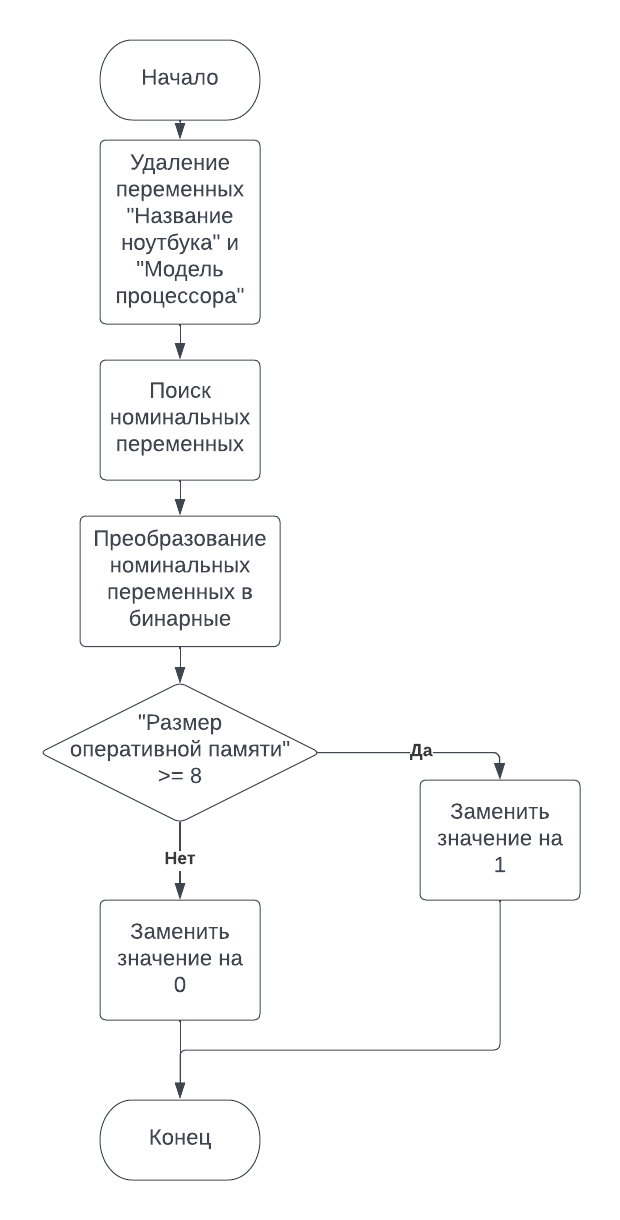 Начало
Удаление
переменных
"Название
ноутбука" и
"Модель
процессора"
Поиск
номинальных
переменных
Преобразование
номинальных
переменных в
бинарные
"Размер
оперативной памяти"
>= 8
Да
Заменить
значение на
1
Нет
Заменить
значение на
0
Конец